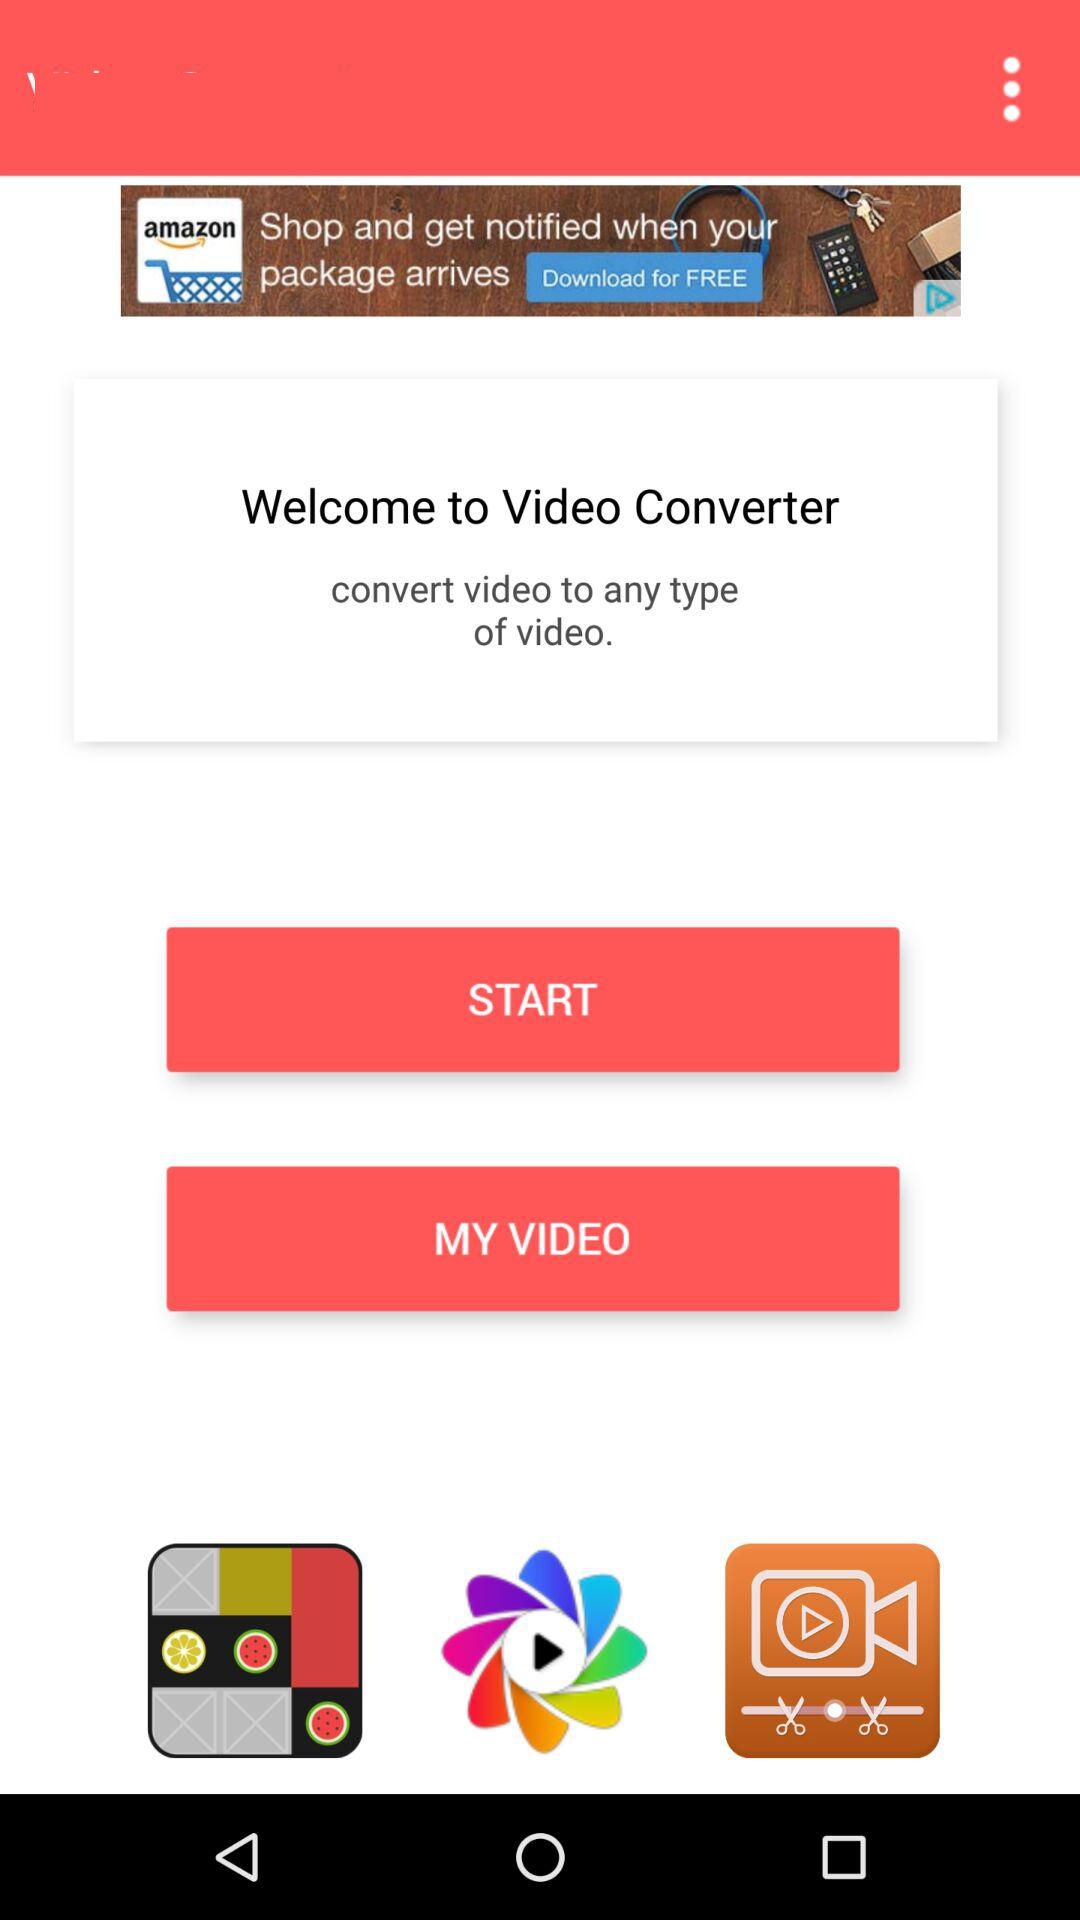 amazon
Shop and get notified when your
package arrives
Download for FREE
Welcome to Video Converter
convert video to any type
of video.
START
MY VIDEO